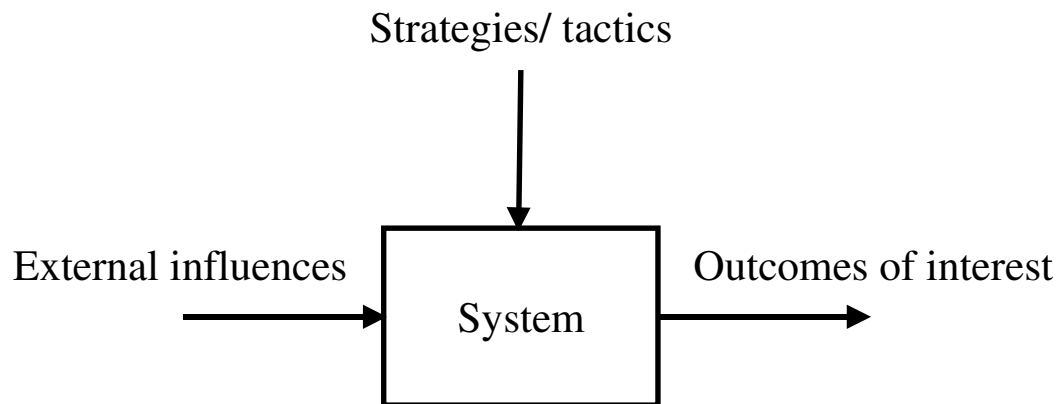 Strategies/ tactics
External influences
Outcomes of interest
System